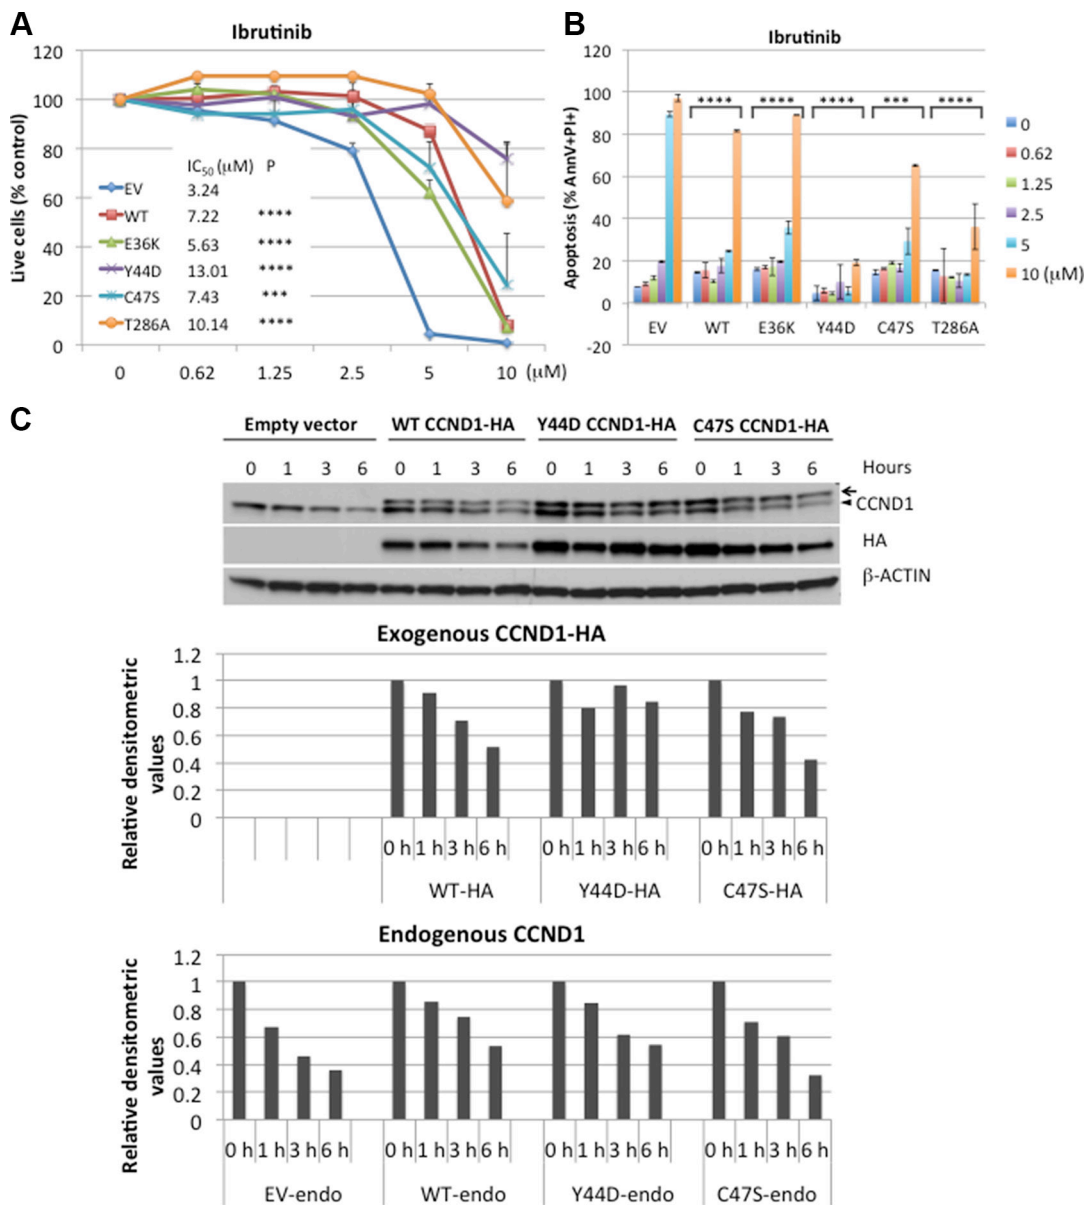 A
Ibrutinib
Live cells (% control)
120
100
80
60
40
20
0
IC50 (μM) P
EV 3.24
WT 7.22 ****
E36K 5.63 ****
Y44D 13.01 ****
C47S 7.43 ***
T286A 10.14 ****
0 0.62 1.25 2.5 5 10 (μM)
B
Ibrutinib
Apoptosis (% AnnV+PI+)
120
100
80
60
40
20
0
-20
**** **** **** *** ****
EV WT E36K Y44D C47S T286A
0
0.62
1.25
2.5
5
10 (μM)
C
Empty vector WT CCND1-HA Y44D CCND1-HA C47S CCND1-HA
0 1 3 6 0 1 3 6 0 1 3 6 0 1 3 6 Hours
CCND1
HA
β-ACTIN
Exogenous CCND1-HA
Relative densitometric
values
1.2
1
0.8
0.6
0.4
0.2
0
0 h 1 h 3 h 6 h 0 h 1 h 3 h 6 h 0 h 1 h 3 h 6 h
WT-HA Y44D-HA C47S-HA
Endogenous CCND1
Relative densitometric
values
1.2
1
0.8
0.6
0.4
0.2
0
0 h 1 h 3 h 6 h 0 h 1 h 3 h 6 h 0 h 1 h 3 h 6 h 0 h 1 h 3 h 6 h
EV-endo WT-endo Y44D-endo C47S-endo